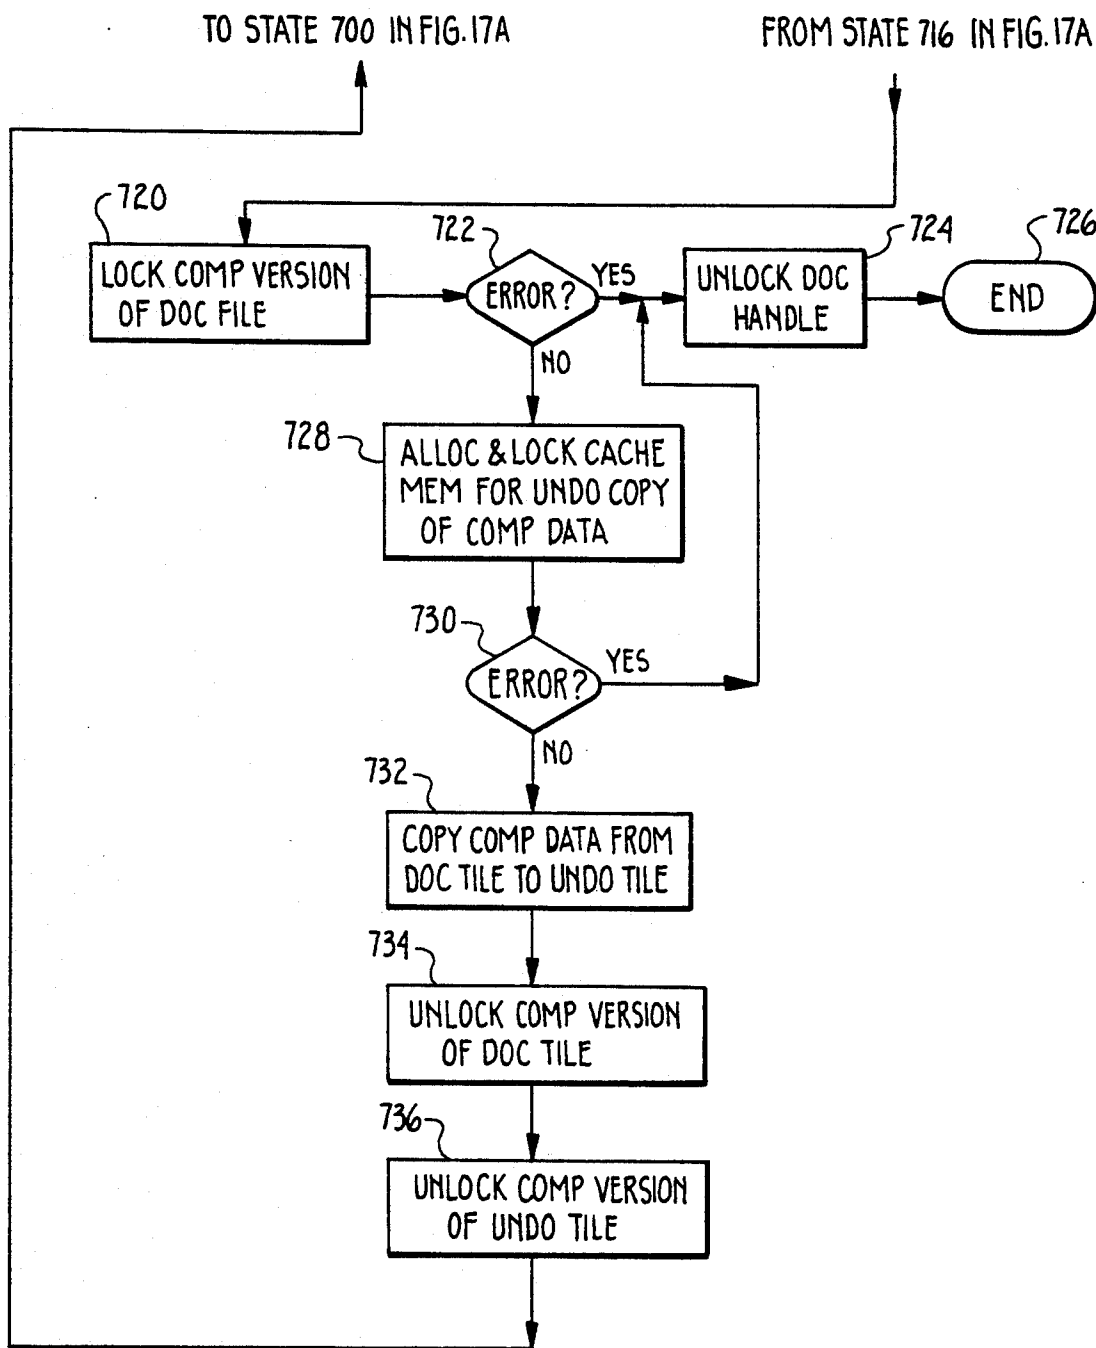 TO STATE 700 IN FIG.17A
FROM STATE 716 IN FIG.17A
720
LOCK COMP VERSION
OF DOC FILE
722
ERROR?
YES
NO
724
UNLOCK DOC
HANDLE
726
END
728
ALLOC & LOCK CACHE
MEM FOR UNDO COPY
OF COMP DATA
730
ERROR?
YES
NO
732
COPY COMP DATA FROM
DOC TILE TO UNDO TILE
734
UNLOCK COMP VERSION
OF DOC TILE
736
UNLOCK COMP VERSION
OF UNDO TILE